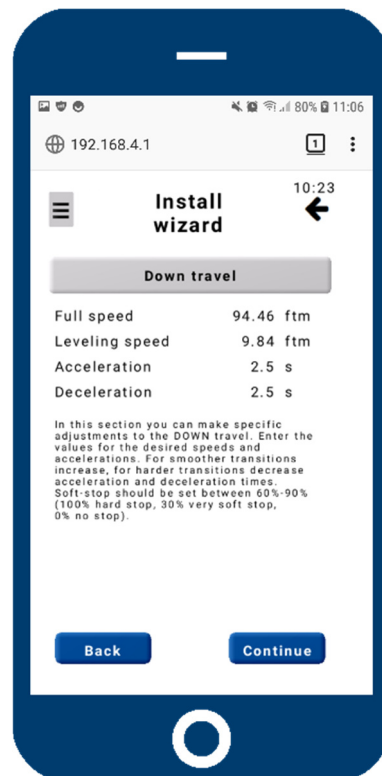 80% 11:06
192.168.4.1 1
10:23
Install
wizard
Down travel
Full speed 94.46 ftm
Leveling speed 9.84 ftm
Acceleration 2.5 s
Deceleration 2.5 s
In this section you can make specific
adjustments to the DOWN travel. Enter the
values for the desired speeds and
accelerations. For smoother transitions
increase, for harder transitions decrease
acceleration and deceleration times.
Soft-stop should be set between 60%-90%
(100% hard stop, 30% very soft stop,
0% no stop).
Back Continue